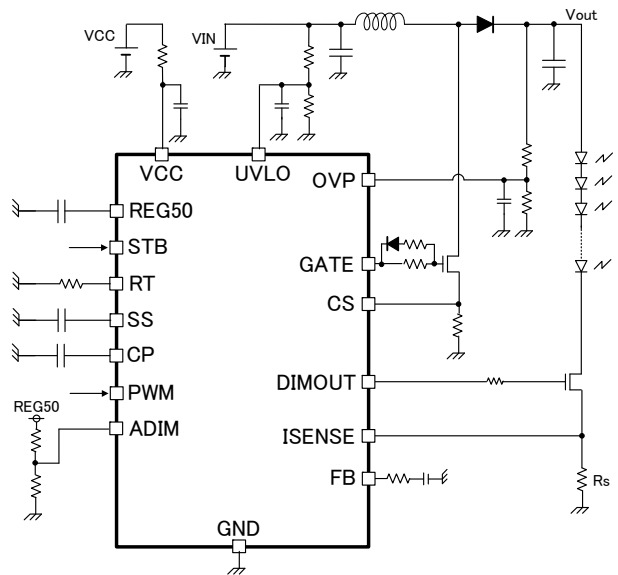 Vout
VCC
VIN
VCC
UVLO
OVP
REG50
STB
GATE
RT
CS
SS
CP
DIMOUT
PWM
REG50
ADIM
ISENSE
FB
Rs
GND